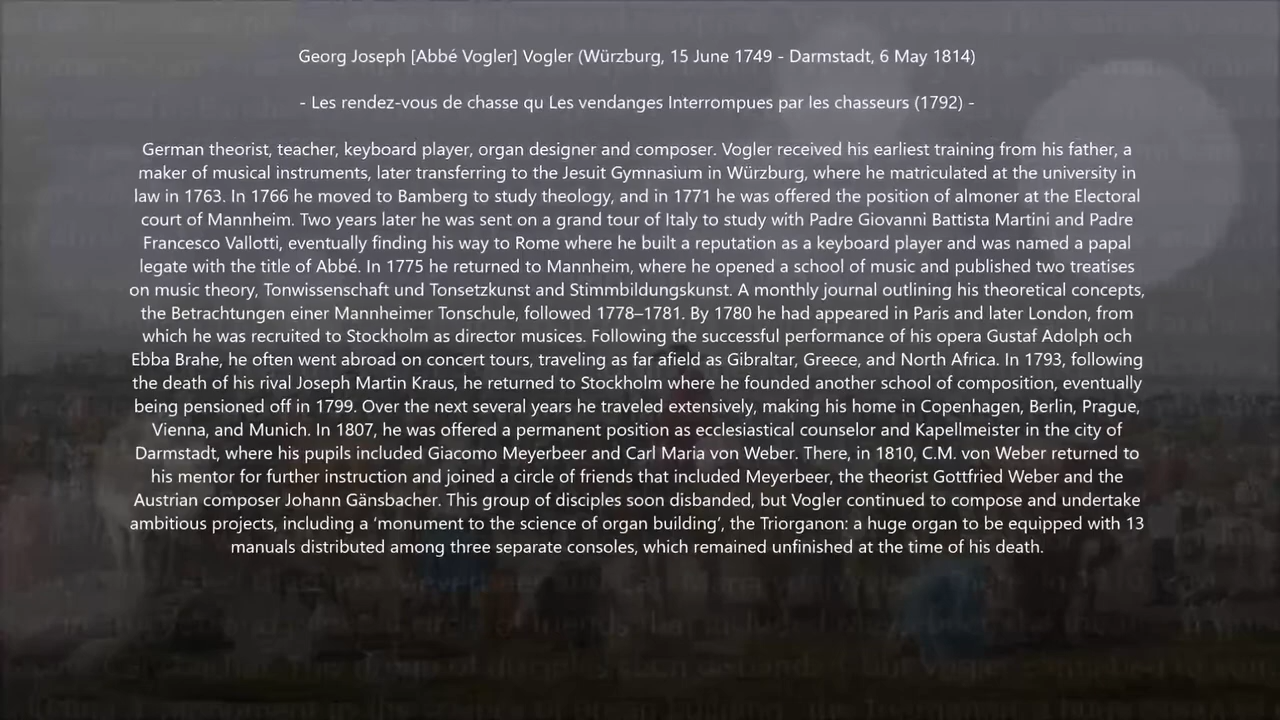 Georg Joseph [Abbé Vogler] Vogler (Würzburg, 15 June 1749 - Darmstadt, 6 May 1814)
- Les rendez-vous de chasse qu Les vendanges Interrompues par les chasseurs (1792) -
German theorist, teacher, keyboard player, organ designer and composer. Vogler received his earliest training from his father, a
maker of musical instruments, later transferring to the Jesuit Gymnasium in Würzburg, where he matriculated at the university in
law in 1763. In 1766 he moved to Bamberg to study theology, and in 1771 he was offered the position of almoner at the Electoral
court of Mannheim. Two years later he was sent on a grand tour of Italy to study with Padre Giovanni Battista Martini and Padre
Francesco Vallotti, eventually finding his way to Rome where he built a reputation as a keyboard player and was named a papal
legate with the title of Abbé. In 1775 he returned to Mannheim, where he opened a school of music and published two treatises
on music theory, Tonwissenschaft und Tonsetzkunst and Stimmbildungskunst. A monthly journal outlining his theoretical concepts,
the Betrachtungen einer Mannheimer Tonschule, followed 1778–1781. By 1780 he had appeared in Paris and later London, from
which he was recruited to Stockholm as director musices. Following the successful performance of his opera Gustaf Adolph och
Ebba Brahe, he often went abroad on concert tours, traveling as far afield as Gibraltar, Greece, and North Africa. In 1793, following
the death of his rival Joseph Martin Kraus, he returned to Stockholm where he founded another school of composition, eventually
being pensioned off in 1799. Over the next several years he traveled extensively, making his home in Copenhagen, Berlin, Prague,
Vienna, and Munich. In 1807, he was offered a permanent position as ecclesiastical counselor and Kapellmeister in the city of
Darmstadt, where his pupils included Giacomo Meyerbeer and Carl Maria von Weber. There, in 1810, C.M. von Weber returned to
his mentor for further instruction and joined a circle of friends that included Meyerbeer, the theorist Gottfried Weber and the
Austrian composer Johann Gänsbacher. This group of disciples soon disbanded, but Vogler continued to compose and undertake
ambitious projects, including a ‘monument to the science of organ building’, the Triorganon: a huge organ to be equipped with 13
manuals distributed among three separate consoles, which remained unfinished at the time of his death.